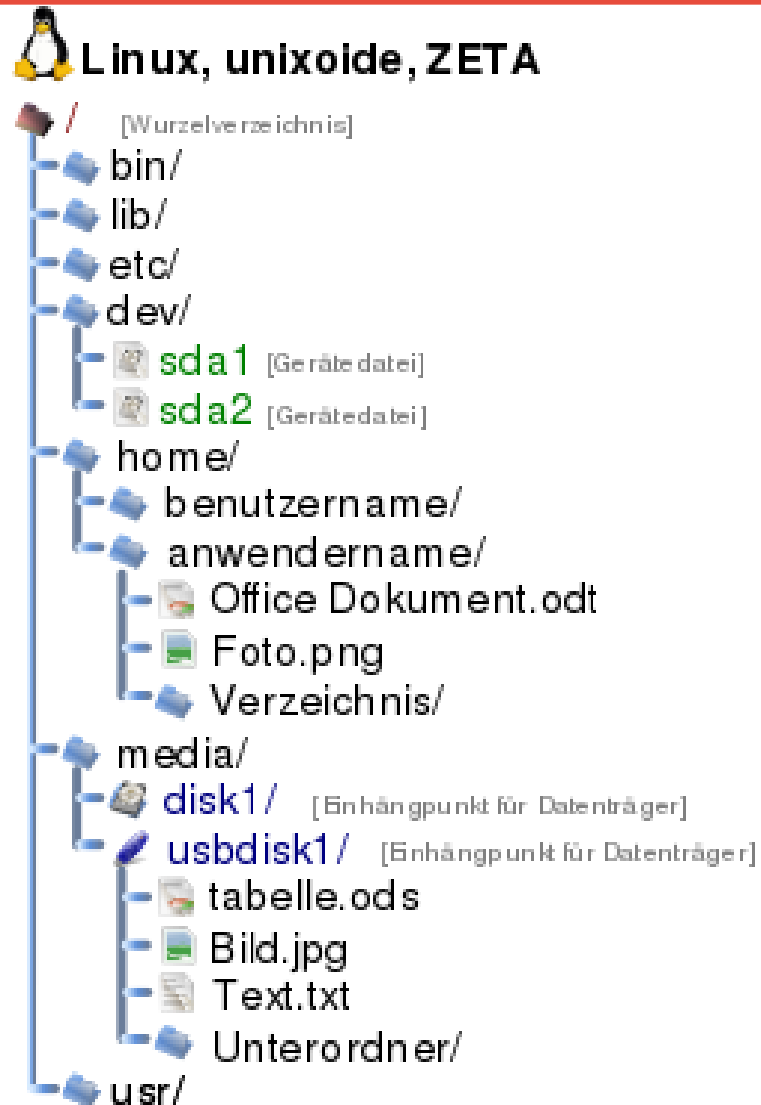 Linux, unixoide, ZETA
/ [Wurzelverzeichnis]
bin/
lib/
etc/
dev/
sda1 [Gerätedatei]
sda2 [Gerätedatei]
home/
benutzername/
anwendername/
Office Dokument.odt
Foto.png
Verzeichnis/
media/
disk1/ [Einhängpunkt für Datenträger]
usbdisk1/ [Einhängpunkt für Datenträger]
tabelle.ods
Bild.jpg
Text.txt
Unterordner/
usr/